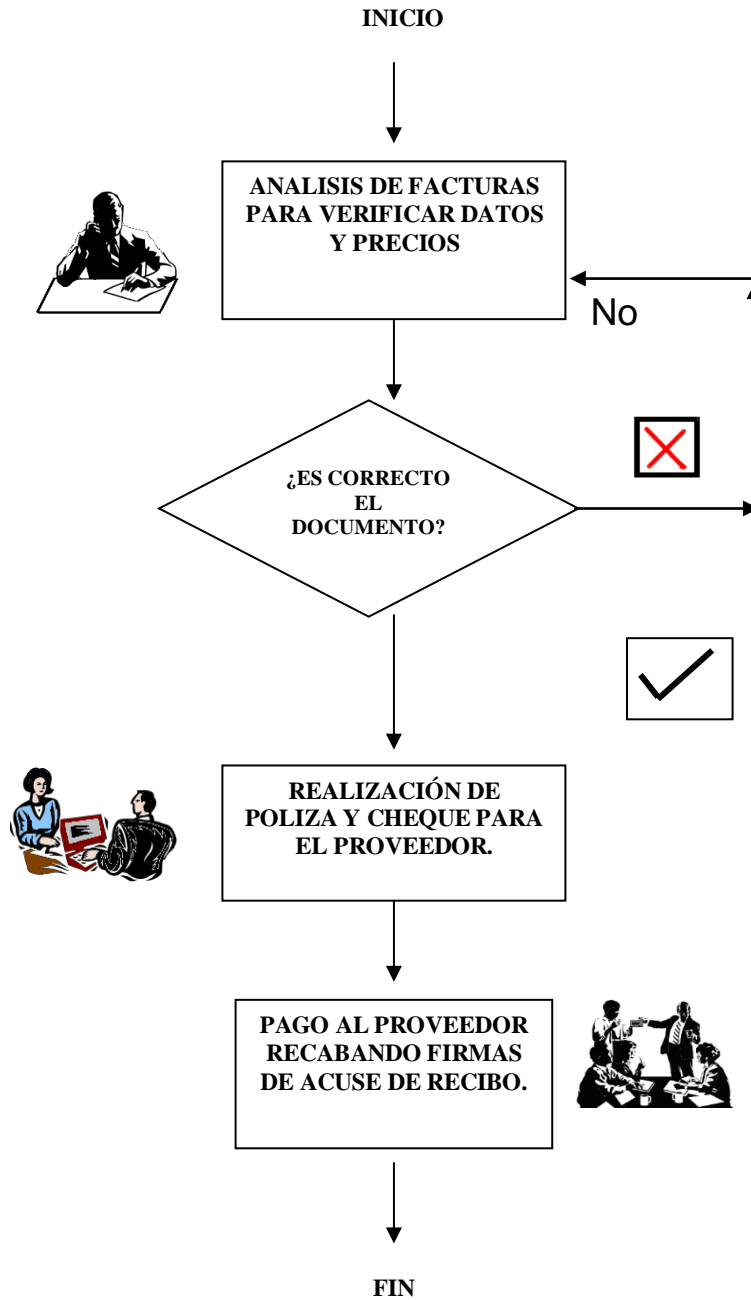 INICIO
ANALISIS DE FACTURAS
PARA VERIFICAR DATOS
Y PRECIOS
No
¿ES CORRECTO
EL
DOCUMENTO?
REALIZACIÓN DE
POLIZA Y CHEQUE PARA
EL PROVEEDOR.
PAGO AL PROVEEDOR
RECABANDO FIRMAS
DE ACUSE DE RECIBO.
FIN